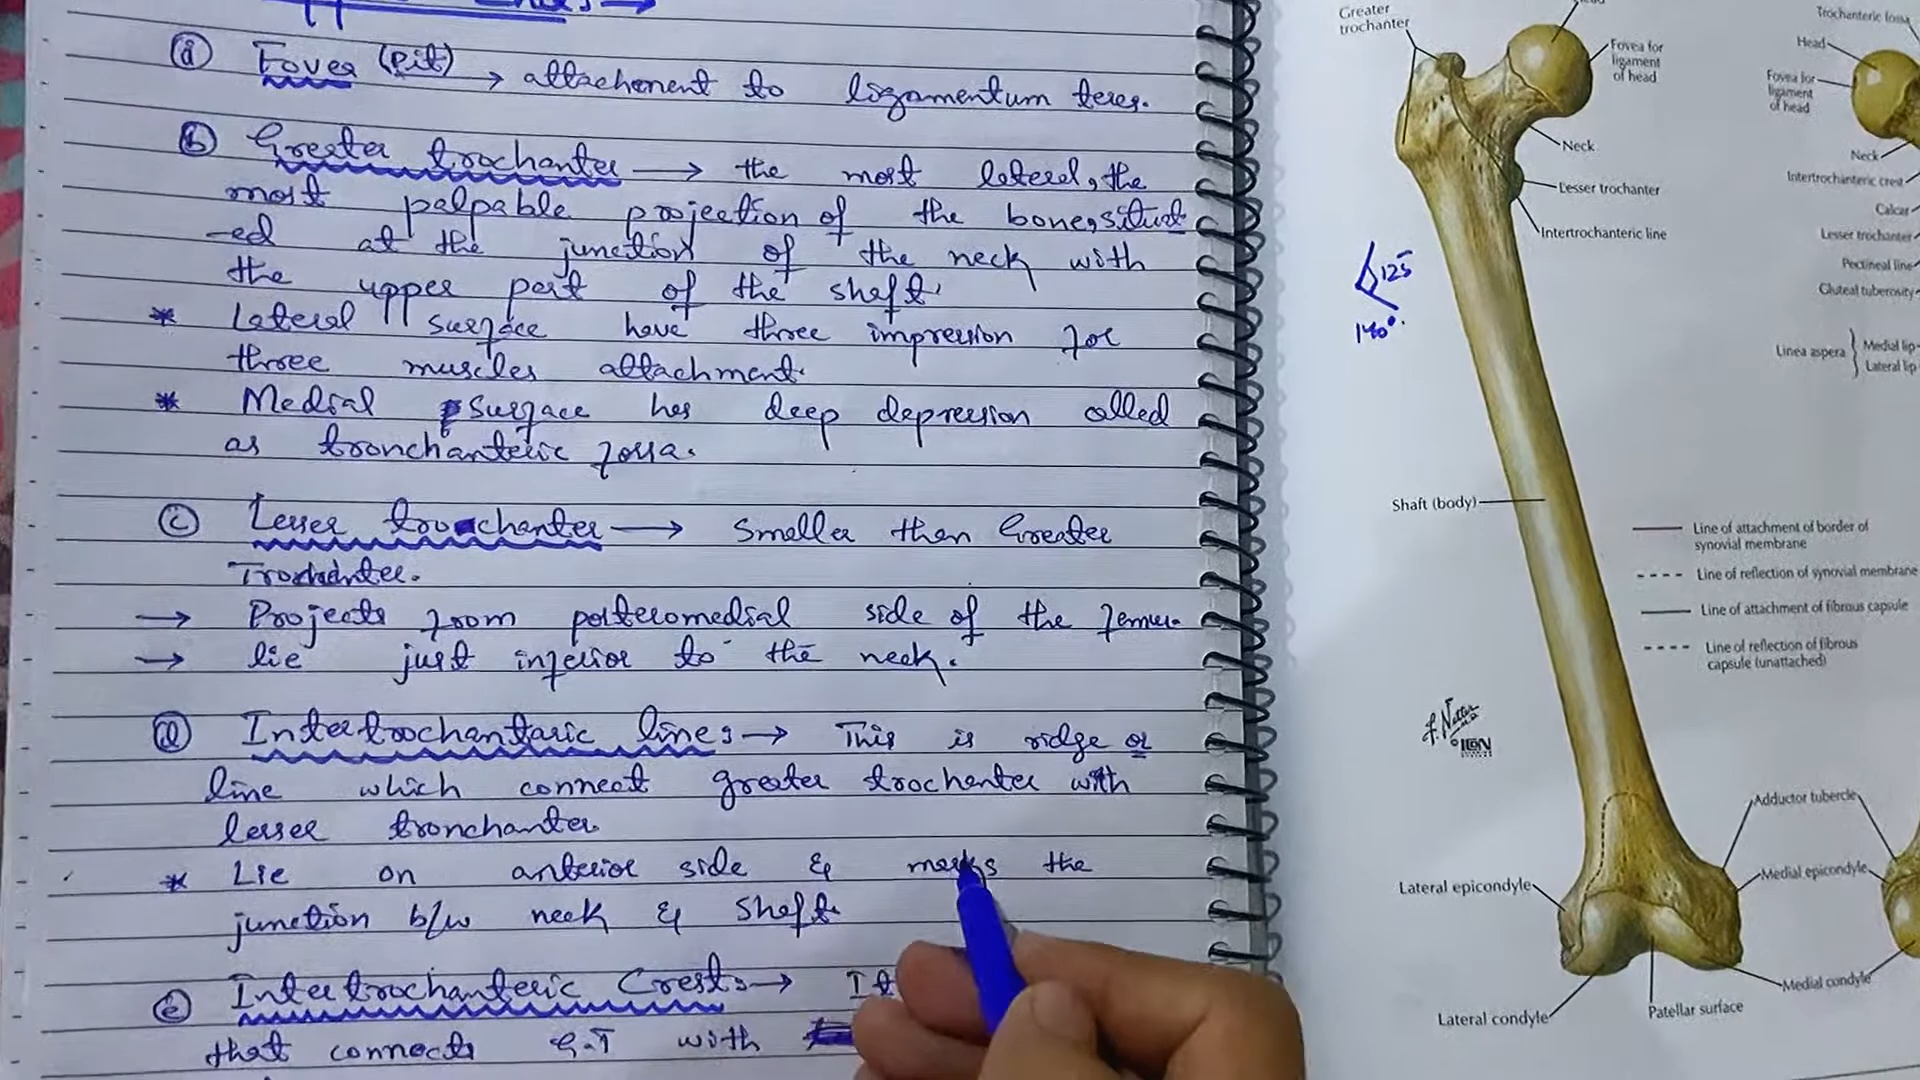 ⓐ Fovea (pit) → attachment to ligamentum teres.
ⓑ Greater trochanter → the most lateral, the
most palpable projection of the bone, situat
-ed at the junction of the neck with
the upper part of the shaft.
* Lateral surface have three impression for
three muscles attachment.
* Medial surface has deep depression called
as tronchanteric fossa.
ⓒ Lesser trochanter → Smaller then Greater
Trochanter.
→ Projects from posteromedial side of the femur.
→ lie just inferior to the neck.
ⓓ Intertrochantaric line: → This is ridge or
line which connect greater trochanter with
lesser tronchanter.
* Lie on anterior side & marks the
junction b/w neck & shaft.
ⓔ Intertrochanteric Crest: → It
that connects G.T with
Greater
trochanter
Fovea for
ligament
of head
Neck
Lesser trochanter
Intertrochanteric line
125
140°.
Shaft (body)
Trochanteric fossa
Head
Fovea for
ligament
of head
Neck
Intertrochanteric crest
Calcar
Lesser trochanter
Pectineal line
Gluteal tuberosity
Linea aspera
Medial lip
Lateral lip
Line of attachment of border of
synovial membrane
Line of reflection of synovial membrane
Line of attachment of fibrous capsule
Line of reflection of fibrous
capsule (unattached)
F. Netter
M.D.
© ICON
Adductor tubercle
Lateral epicondyle
Medial epicondyle
Medial condyle
Patellar surface
Lateral condyle